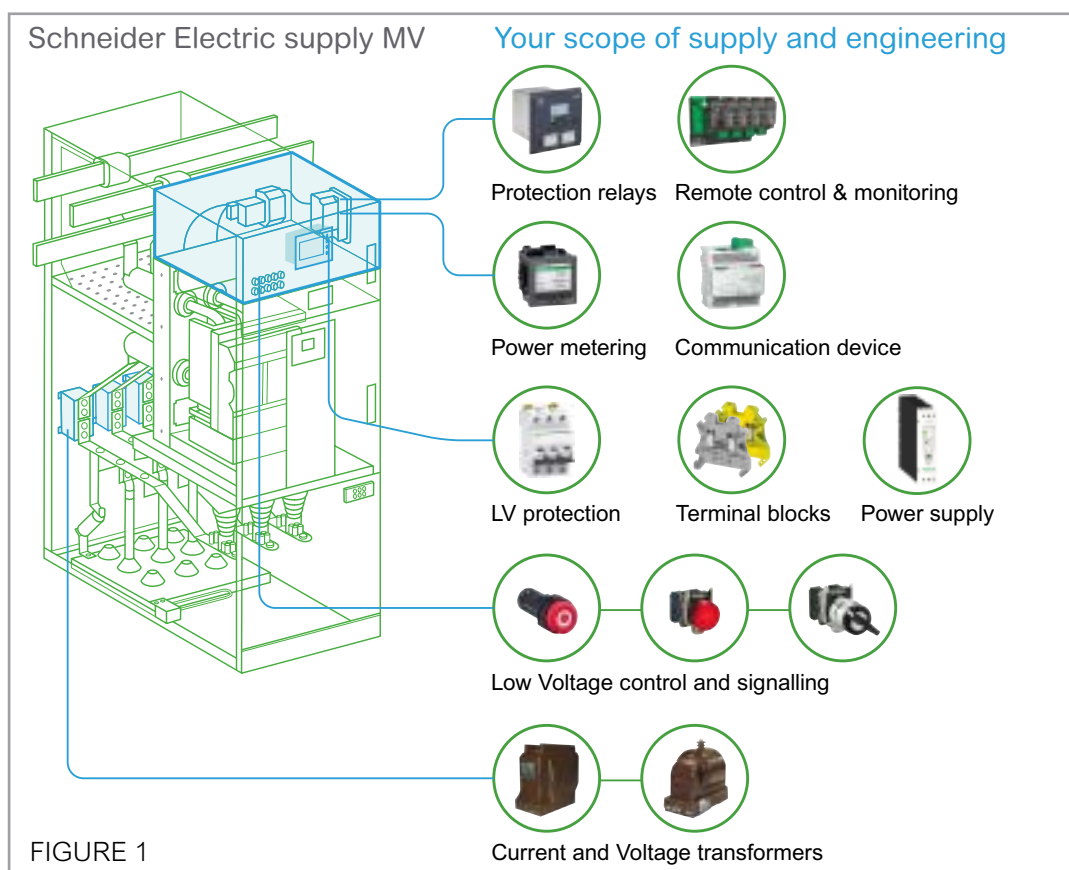 Schneider Electric supply MV
Your scope of supply and engineering
Protection relays
Remote control & monitoring
Power metering
Communication device
LV protection
Terminal blocks
Power supply
Low Voltage control and signalling
Current and Voltage transformers
FIGURE 1